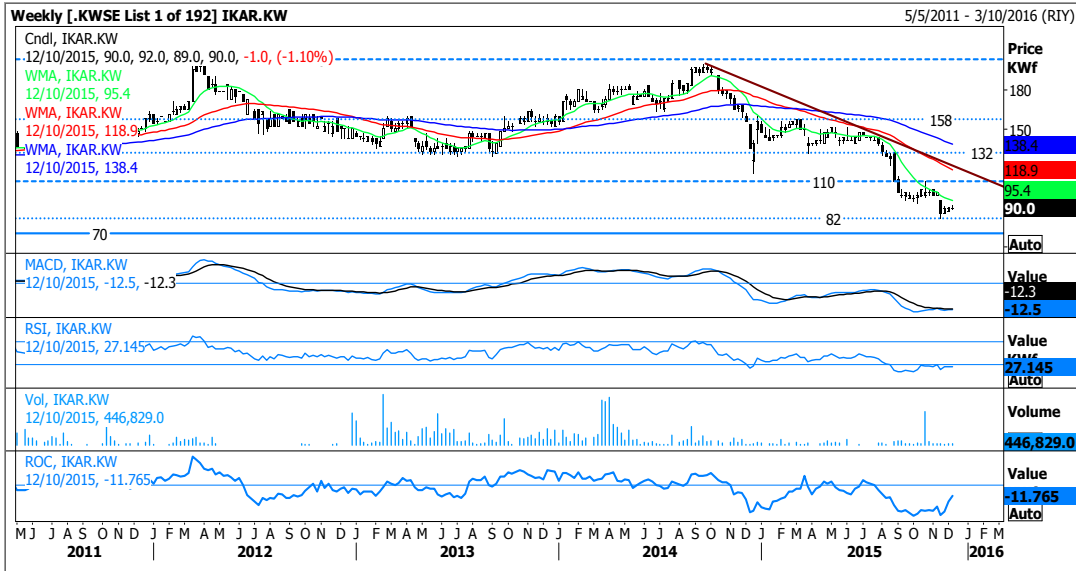 Weekly [.KWSE List 1 of 192] IKAR.KW
5/5/2011 - 3/10/2016 (RIY)
Cndl, IKAR.KW
12/10/2015, 90.0, 92.0, 89.0, 90.0, -1.0, (-1.10%)
WMA, IKAR.KW
12/10/2015, 95.4
WMA, IKAR.KW
12/10/2015, 118.9
WMA, IKAR.KW
12/10/2015, 138.4
Price
KWf
180
150
158
132
110
82
70
138.4
118.9
95.4
90.0
Auto
MACD, IKAR.KW
12/10/2015, -12.5, -12.3
Value
-12.3
-12.5
RSI, IKAR.KW
12/10/2015, 27.145
Value
KWf
27.145
Auto
Vol, IKAR.KW
12/10/2015, 446,829.0
Volume
446,829.0
ROC, IKAR.KW
12/10/2015, -11.765
Value
-11.765
Auto
M J J A S O N D J F M A M J J A S O N D J F M A M J J A S O N D J F M A M J J A S O N D J F M A M J J A S O N D J F M
2011 2012 2013 2014 2015 2016